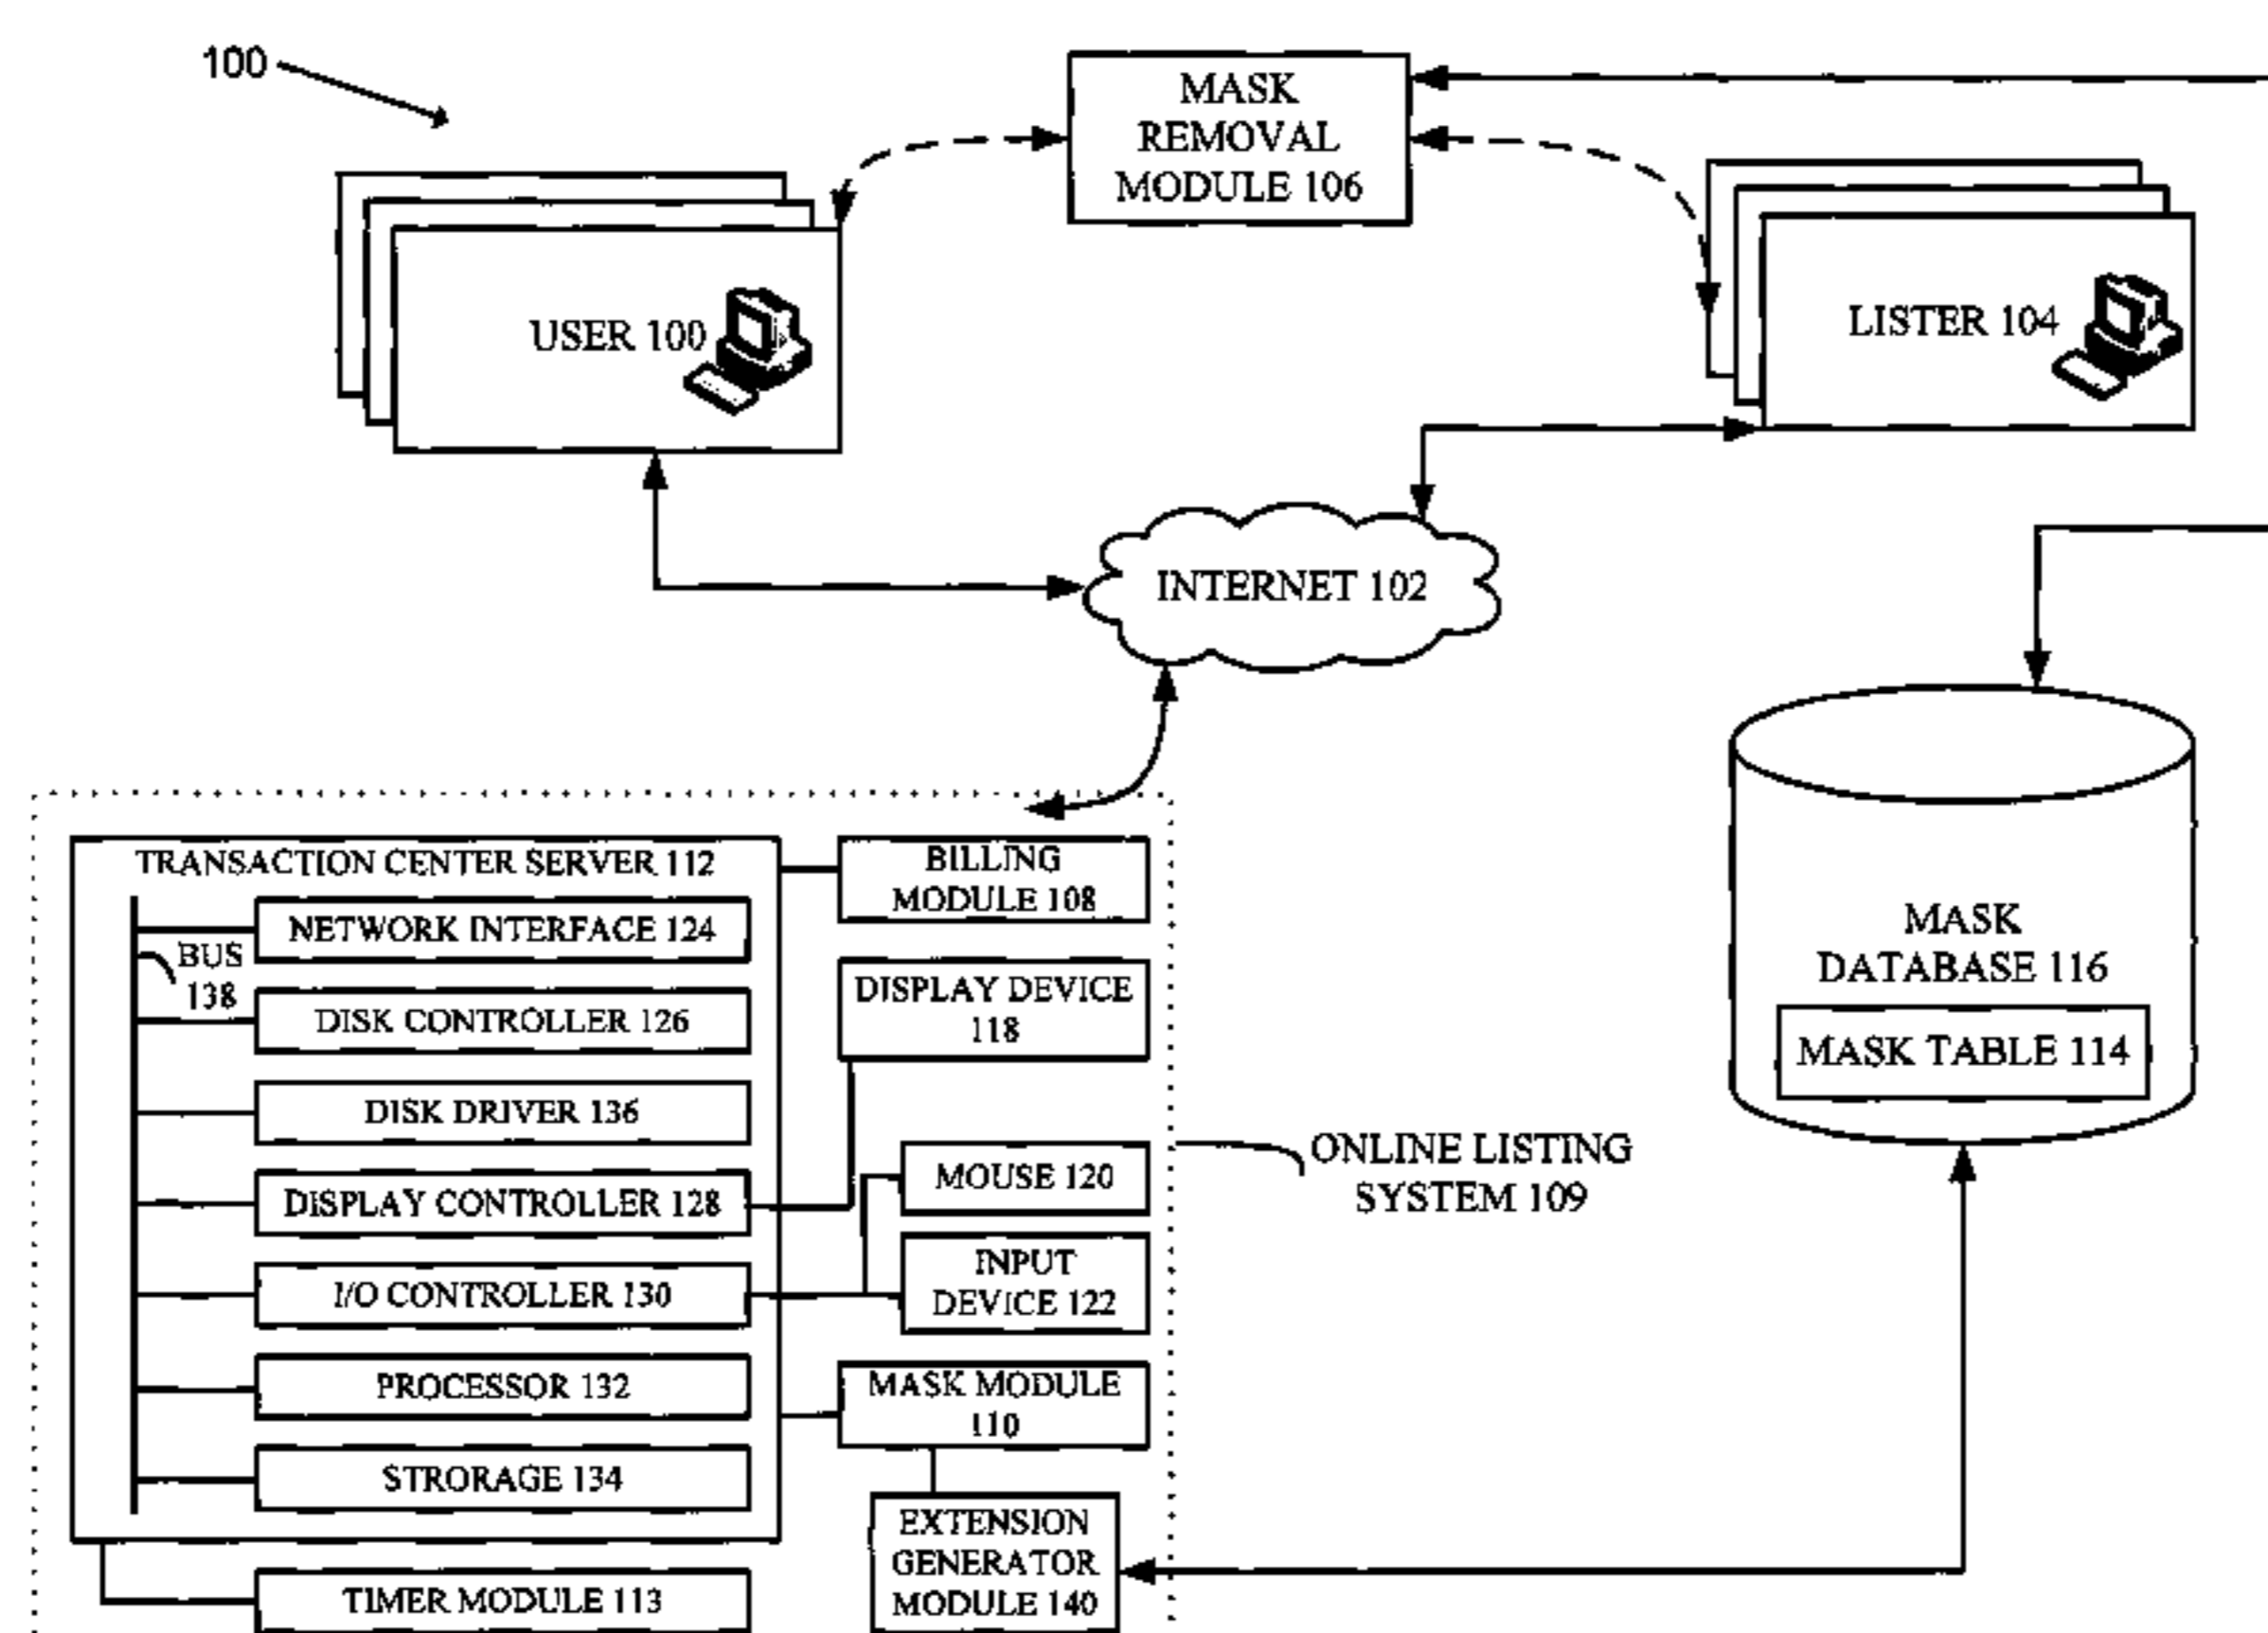 100
MASK
REMOVAL
MODULE 106
USER 100
LISTER 104
INTERNET 102
TRANSACTION CENTER SERVER 112
NETWORK INTERFACE 124
BUS
138
DISK CONTROLLER 126
DISK DRIVER 136
DISPLAY CONTROLLER 128
I/O CONTROLLER 130
PROCESSOR 132
STRORAGE 134
TIMER MODULE 113
BILLING
MODULE 108
DISPLAY DEVICE
118
MOUSE 120
INPUT
DEVICE 122
MASK MODULE
110
EXTENSION
GENERATOR
MODULE 140
ONLINE LISTING
SYSTEM 109
MASK
DATABASE 116
MASK TABLE 114